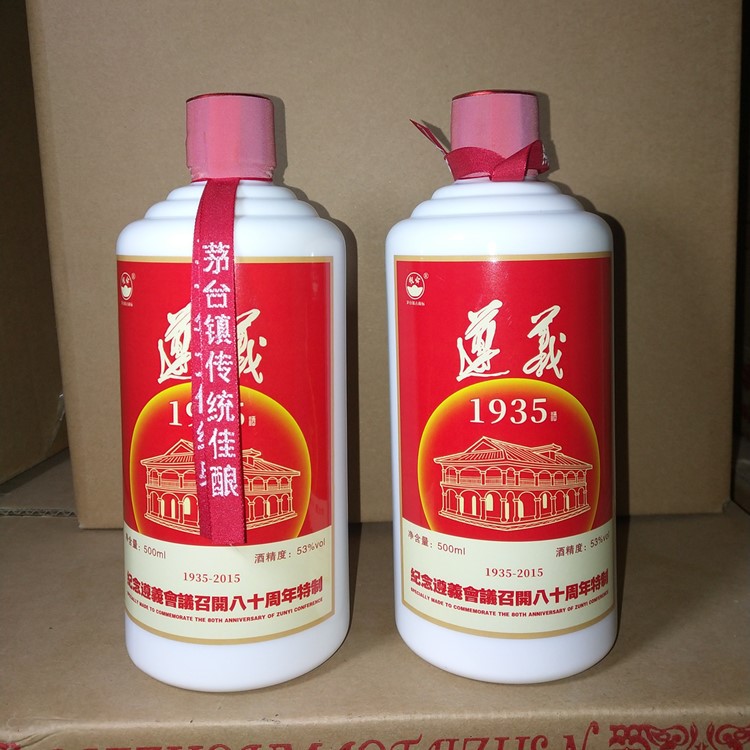 茅台镇传统佳酿
遵義
1935
净含量：500ml
酒精度：53%vol
1935-2015
紀念遵義會議召開八十周年特制
SPECIALLY MADE TO COMMEMORATE THE 80TH ANNIVERSARY OF ZUNYI CONFERENCE
遵義
1935
净含量：500ml
酒精度：53%vol
1935-2015
紀念遵義會議召開八十周年特制
SPECIALLY MADE TO COMMEMORATE THE 80TH ANNIVERSARY OF ZUNYI CONFERENCE